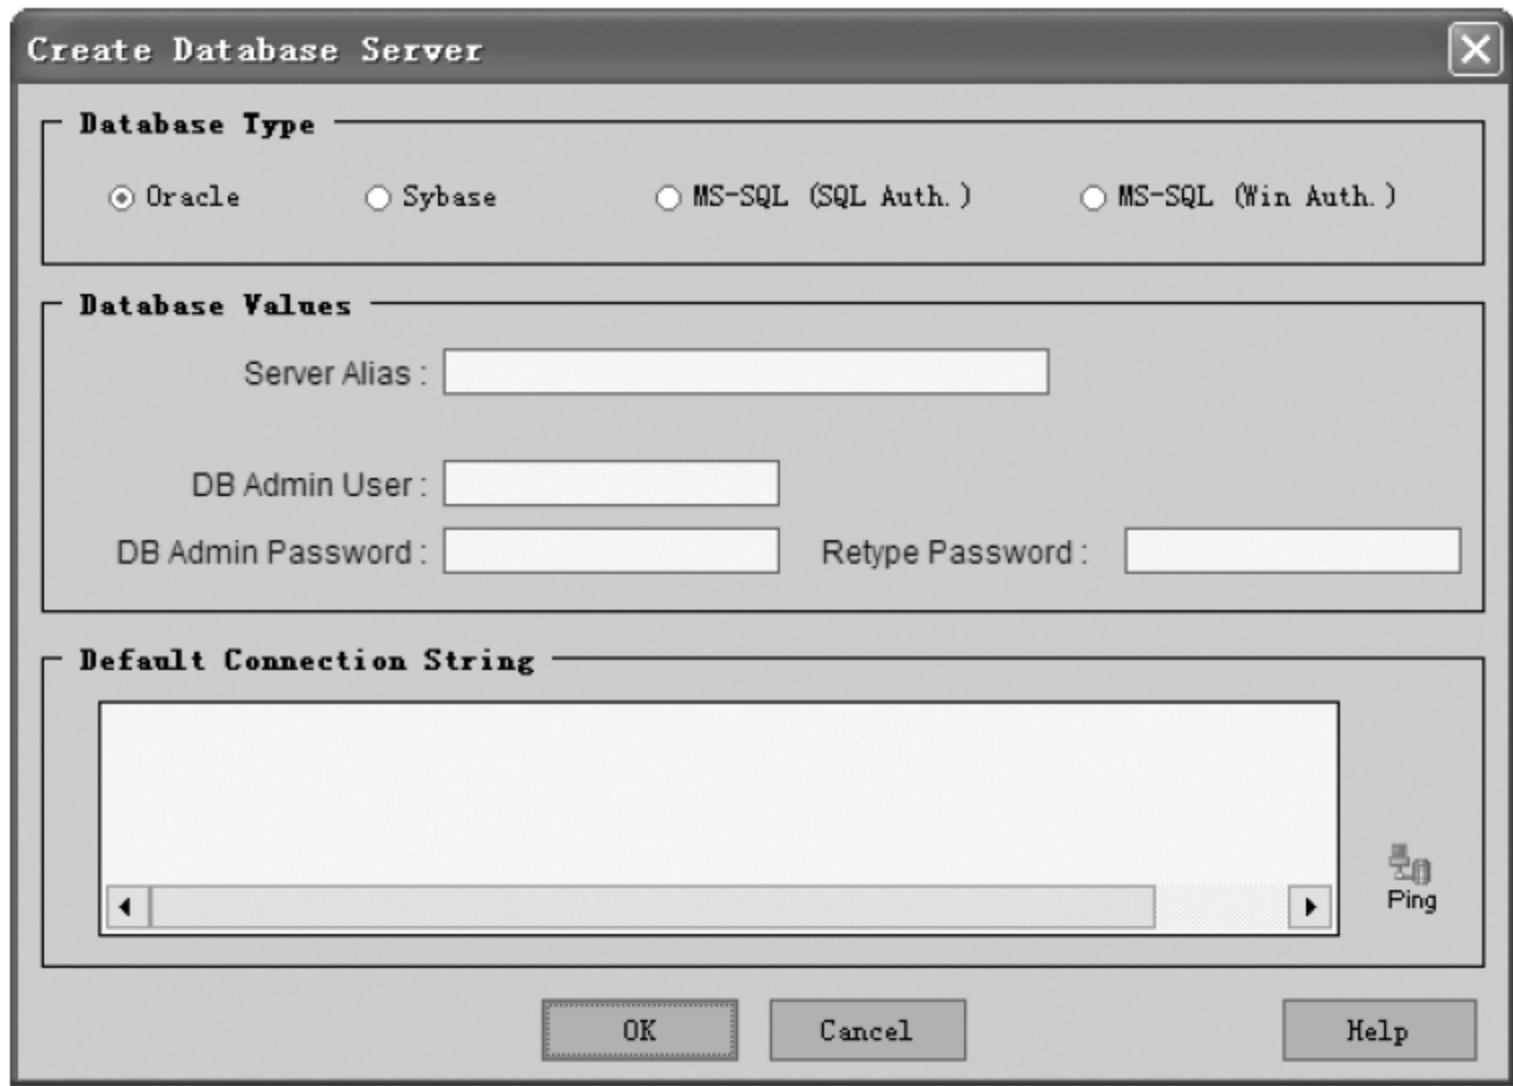 Create Database Server
Database Type
Oracle Sybase MS-SQL (SQL Auth.) MS-SQL (Win Auth.)
Database Values
Server Alias :
DB Admin User :
DB Admin Password : Retype Password :
Default Connection String
Ping
OK Cancel Help